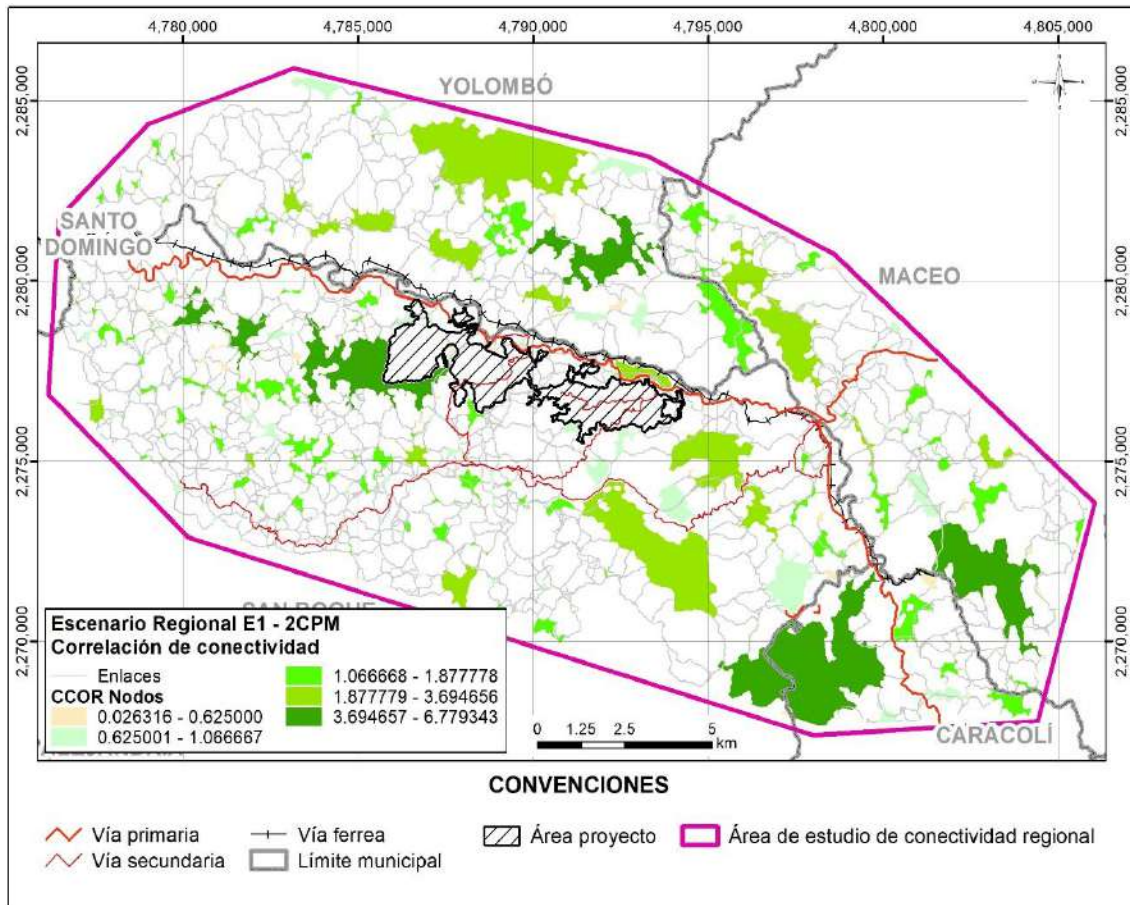 4,780,000 4,785,000 4,790,000 4,795,000 4,800,000 4,805,000
2,285,000 2,285,000
YOLOMBÓ
SANTO
DOMINGO
2,280,000 2,280,000
MACEO
2,275,000 2,275,000
SAN ROQUE
2,270,000 2,270,000
Escenario Regional E1 - 2CPM
Correlación de conectividad
Enlaces
CCOR Nodos
0.026316 - 0.625000
0.625001 - 1.066667
1.066668 - 1.877778
1.877779 - 3.694656
3.694657 - 6.779343
0 1.25 2.5 5
km
CARACOLÍ
CONVENCIONES
Vía primaria
Vía secundaria
Vía ferrea
Límite municipal
Área proyecto
Área de estudio de conectividad regional